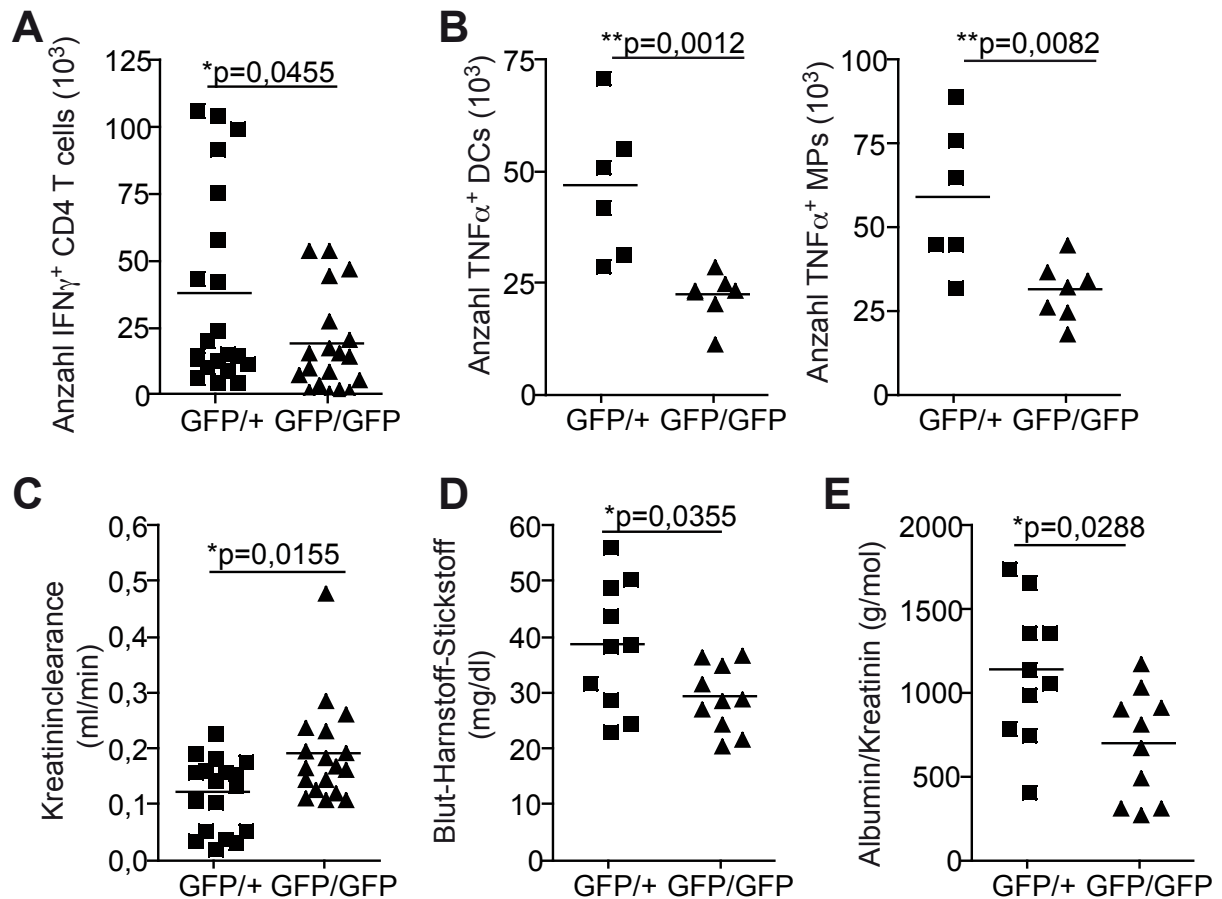 A
*p=0,0455
Anzahl IFNγ⁺ CD4 T cells (10³)
125
100
75
50
25
0
GFP/+ GFP/GFP
B
**p=0,0012
Anzahl TNFα⁺ DCs (10³)
75
50
25
0
GFP/+ GFP/GFP
**p=0,0082
Anzahl TNFα⁺ MPs (10³)
100
75
50
25
0
GFP/+ GFP/GFP
C
*p=0,0155
Kreatininclearance
(ml/min)
0,6
0,5
0,4
0,3
0,2
0,1
0,0
GFP/+ GFP/GFP
D
*p=0,0355
Blut-Harnstoff-Stickstoff
(mg/dl)
60
50
40
30
20
10
0
GFP/+ GFP/GFP
E
*p=0,0288
Albumin/Kreatinin (g/mol)
2000
1500
1000
500
0
GFP/+ GFP/GFP